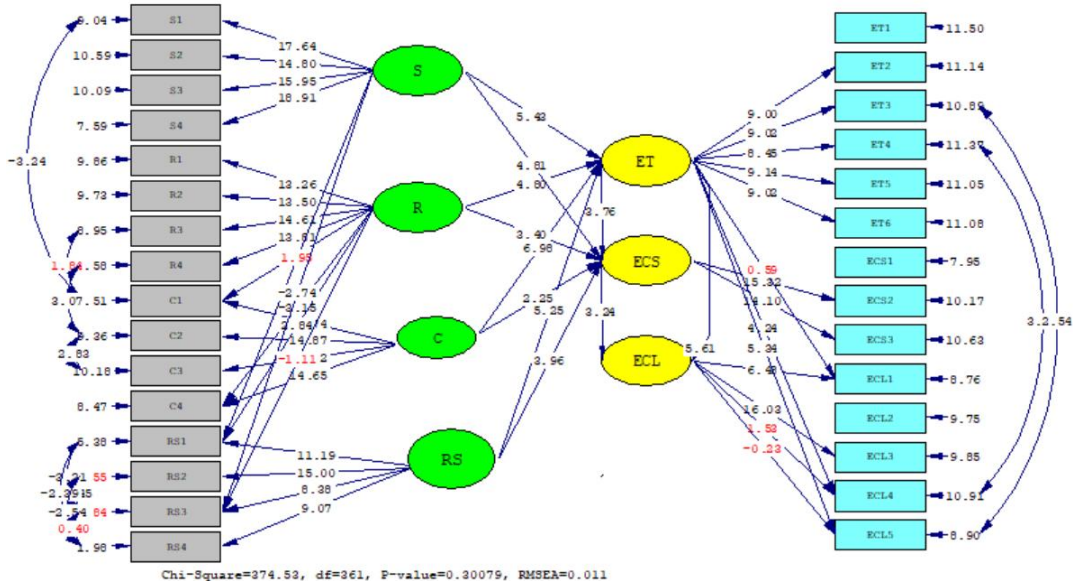 9.04 S1
10.59 S2
10.09 S3
7.59 S4
-3.24
9.86 R1
9.73 R2
8.95 R3
R4
C1
9.36 C2
2.83
10.18 C3
8.47 C4
RS1
RS2
RS3
0.40
1.98 RS4
17.64
14.80
15.95
18.91
13.26
13.50
14.61
13.81
1.95
-2.74
14.87
14.65
11.19
15.00
8.38
9.07
S
R
C
RS
5.43
4.81
4.80
3.40
6.98
2.25
5.25
3.96
ET
3.76
ECS
3.24
ECL
5.61
9.00
9.02
8.45
9.14
9.02
0.59
15.32
14.10
4.24
5.34
6.43
16.03
1.53
-0.23
ET1 11.50
ET2 11.14
ET3 10.89
ET4 11.37
ET5 11.05
ET6 11.08
ECS1 7.95
ECS2 10.17
ECS3 10.63
ECL1 8.76
ECL2 9.75
ECL3 9.85
ECL4 10.91
ECL5 8.90
Chi-Square=374.53, df=361, P-value=0.30079, RMSEA=0.011